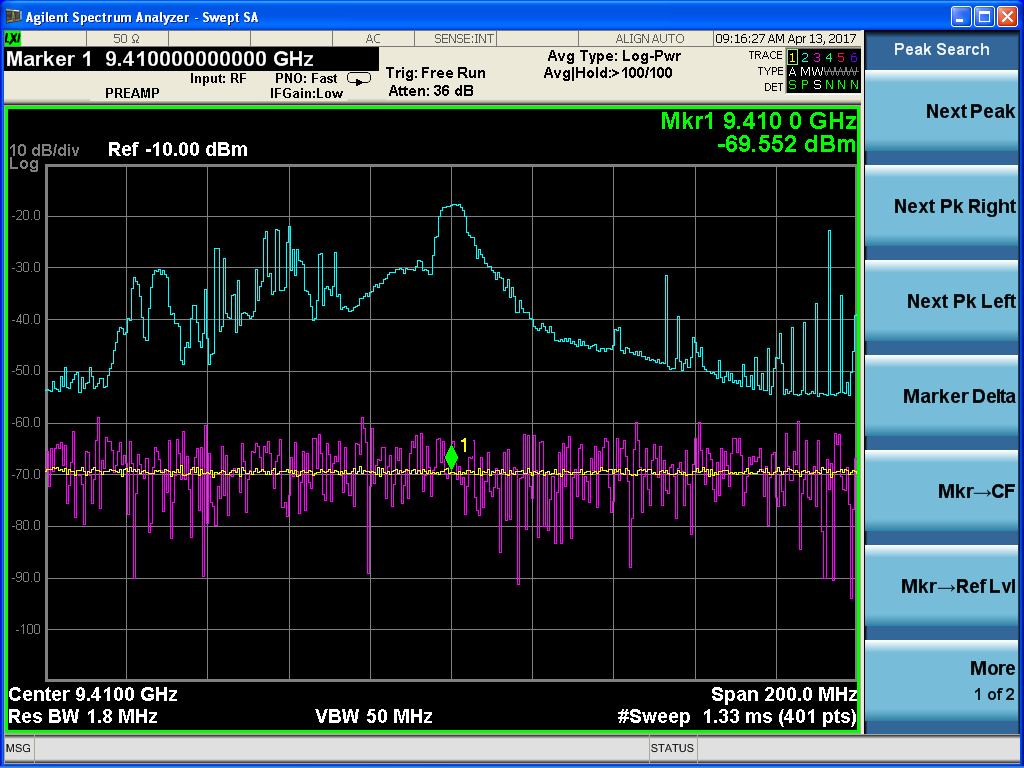 Agilent Spectrum Analyzer - Swept SA
LXI 50 Ω AC SENSE:INT ALIGN AUTO 09:16:27 AM Apr 13, 2017
Marker 1 9.410000000000 GHz
Input: RF PNO: Fast
PREAMP IFGain:Low
Trig: Free Run
Atten: 36 dB
Avg Type: Log-Pwr
Avg|Hold:>100/100
TRACE 1 2 3 4 5 6
TYPE A M W W W W
DET S P S N N N
Mkr1 9.410 0 GHz
-69.552 dBm
10 dB/div Ref -10.00 dBm
Log
-20.0
-30.0
-40.0
-50.0
-60.0
1
-70.0
-80.0
-90.0
-100
Center 9.4100 GHz Span 200.0 MHz
Res BW 1.8 MHz VBW 50 MHz #Sweep 1.33 ms (401 pts)
MSG STATUS
Peak Search
Next Peak
Next Pk Right
Next Pk Left
Marker Delta
Mkr→CF
Mkr→Ref Lvl
More
1 of 2